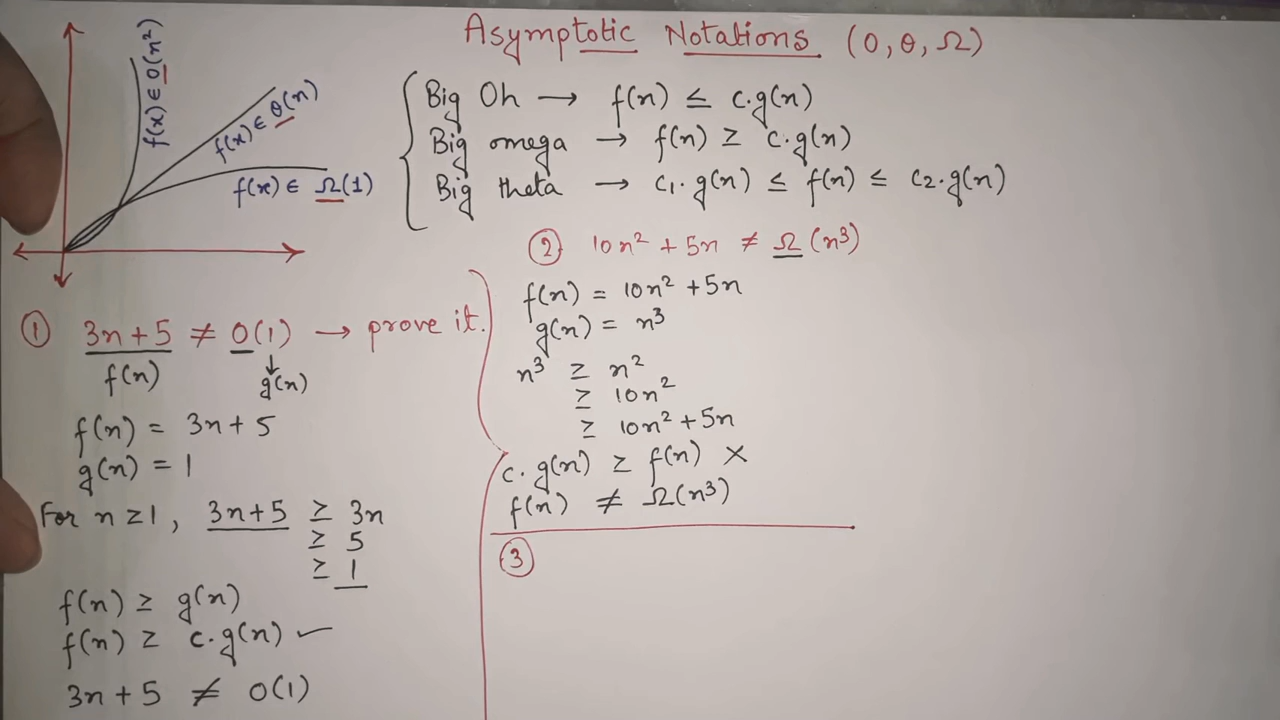 Asymptotic Notations (O, θ, Ω)
f(x) ∈ O(n²)
f(x) ∈ θ(n)
f(x) ∈ Ω(1)
Big Oh → f(n) ≤ c.g(n)
Big omega → f(n) ≥ c.g(n)
Big theta → c₁.g(n) ≤ f(n) ≤ c₂.g(n)
① 3n+5 ≠ O(1) → prove it.
f(n) g(n)
f(n) = 3n+5
g(n) = 1
For n ≥ 1, 3n+5 ≥ 3n
≥ 5
≥ 1
f(n) ≥ g(n)
f(n) ≥ c.g(n) ✓
3n+5 ≠ O(1)
② 10n² + 5n ≠ Ω(n³)
f(n) = 10n² + 5n
g(n) = n³
n³ ≥ n²
≥ 10n²
≥ 10n² + 5n
c.g(n) ≥ f(n) ×
f(n) ≠ Ω(n³)
③